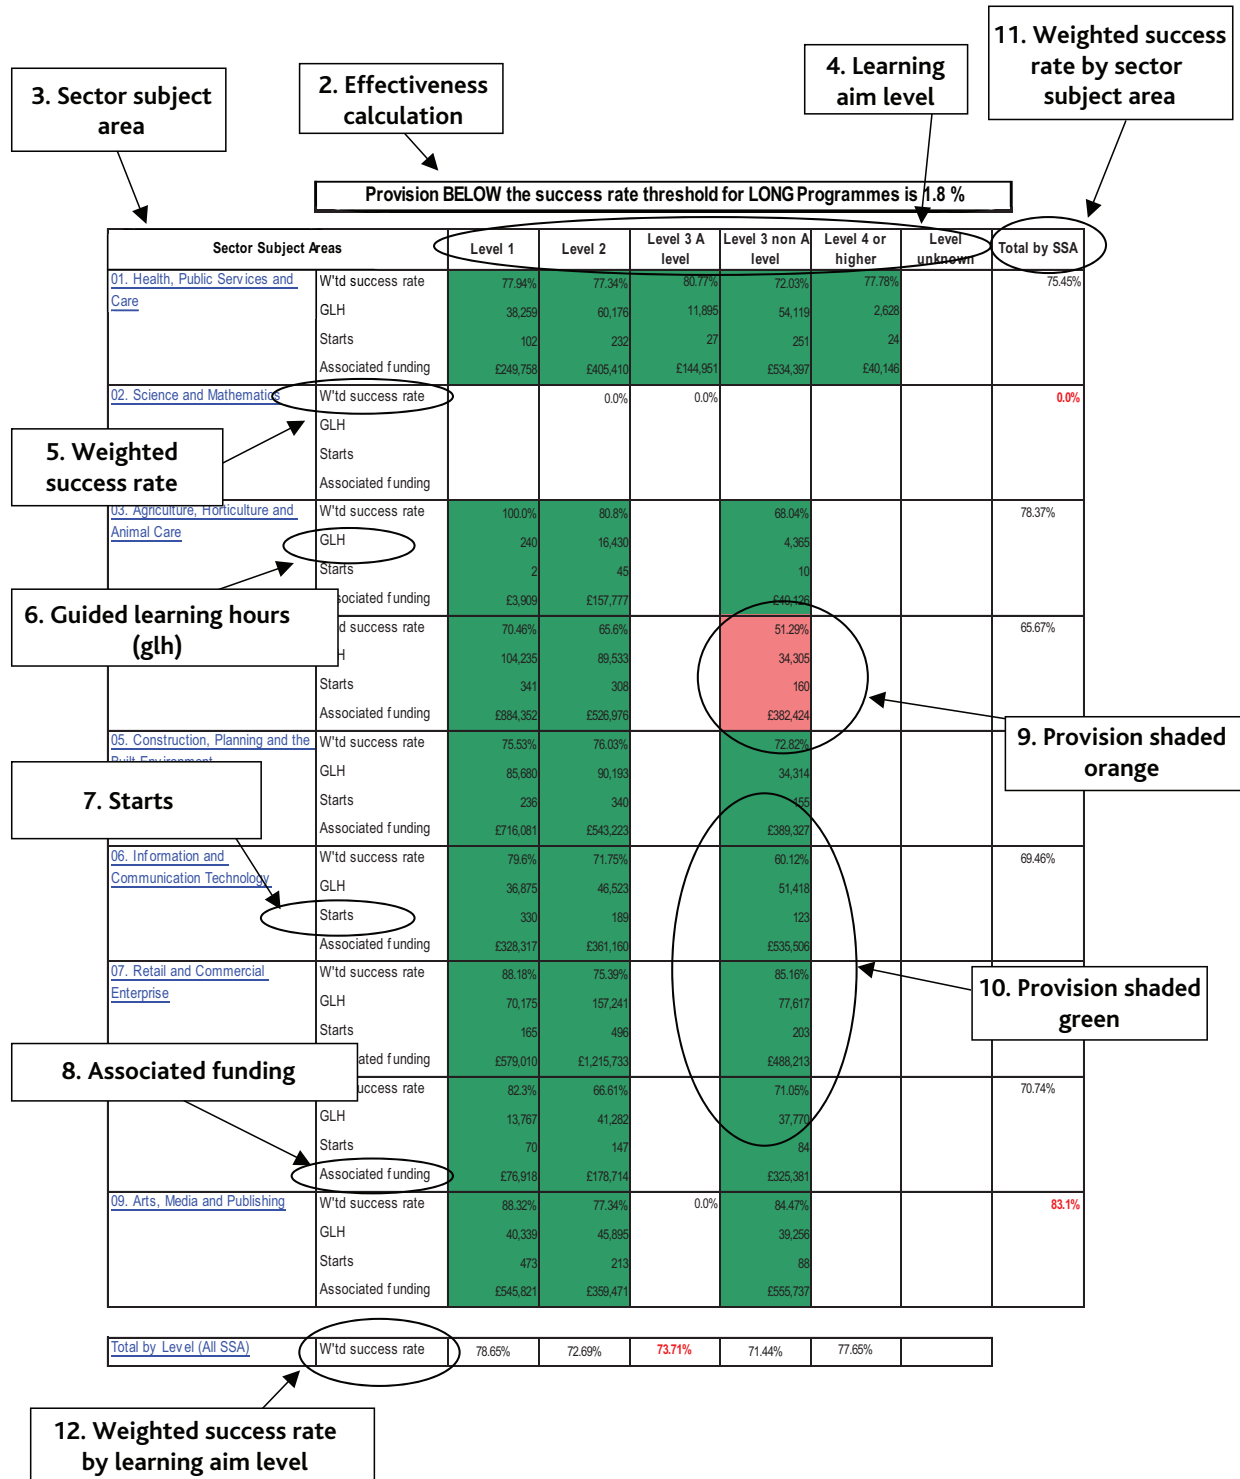 11. Weighted success
rate by sector
subject area
4. Learning
aim level
2. Effectiveness
calculation
3. Sector subject
area
Provision BELOW the success rate threshold for LONG Programmes is 1.8 %
Sector Subject Areas Level 1 Level 2 Level 3 A level Level 3 non A level Level 4 or higher Level unknown Total by SSA
01. Health, Public Services and Care
W'td success rate 77.94% 77.34% 80.77% 72.03% 77.78% 75.45%
GLH 38,259 60,176 11,895 54,119 2,628
Starts 102 232 27 251 24
Associated funding £249,758 £405,410 £144,951 £534,397 £40,146
02. Science and Mathematics W'td success rate 0.0% 0.0% 0.0%
GLH
Starts
Associated funding
5. Weighted
success rate
03. Agriculture, Horticulture and Animal Care
W'td success rate 100.0% 80.8% 68.04% 78.37%
GLH 240 16,430 4,365
Starts 2 45 10
sociated funding £3,909 £157,777 £40,126
6. Guided learning hours
(glh)
d success rate 70.46% 65.6% 51.29% 65.67%
H 104,235 89,533 34,305
Starts 341 308 160
Associated funding £884,352 £526,976 £382,424
9. Provision shaded
orange
05. Construction, Planning and the Built Environment
W'td success rate 75.53% 76.03% 72.82%
GLH 85,680 90,193 34,314
Starts 236 340 155
Associated funding £716,081 £543,223 £389,327
7. Starts
06. Information and Communication Technology
W'td success rate 79.6% 71.75% 60.12% 69.46%
GLH 36,875 46,523 51,418
Starts 330 189 123
Associated funding £328,317 £361,160 £535,506
07. Retail and Commercial Enterprise
W'td success rate 88.18% 75.39% 85.16%
GLH 70,175 157,241 77,617
Starts 165 496 203
ated funding £579,010 £1,215,733 £488,213
10. Provision shaded
green
8. Associated funding
uccess rate 82.3% 66.61% 71.05% 70.74%
GLH 13,767 41,282 37,770
Starts 70 147 84
Associated funding £76,918 £178,714 £325,381
09. Arts, Media and Publishing W'td success rate 88.32% 77.34% 0.0% 84.47% 83.1%
GLH 40,339 45,895 39,256
Starts 473 213 88
Associated funding £545,821 £359,471 £555,737
Total by Level (All SSA) W'td success rate 78.65% 72.69% 73.71% 71.44% 77.65%
12. Weighted success rate
by learning aim level